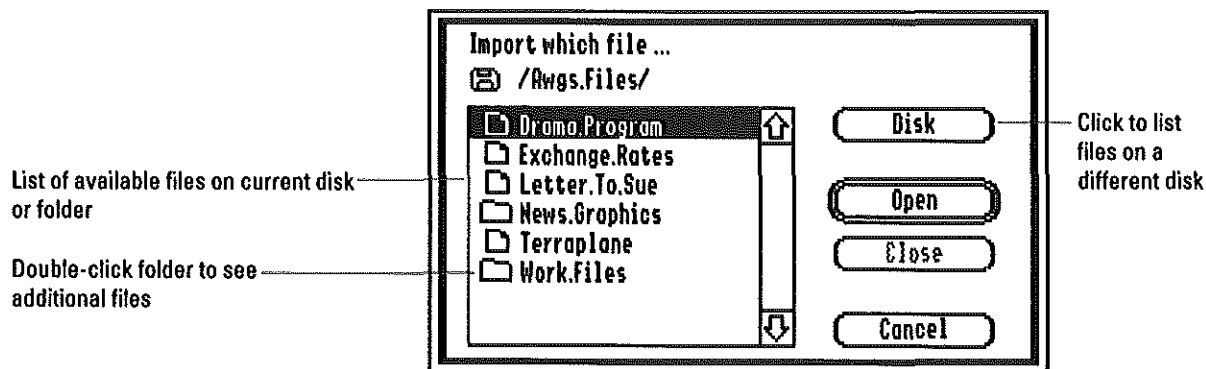 Import which file ...
/Awgs.Files/
Drama.Program
Exchange.Rates
Letter.To.Sue
News.Graphics
Terraplane
Work.Files
Disk
Open
Close
Cancel
List of available files on current disk
or folder
Double-click folder to see
additional files
Click to list
files on a
different disk